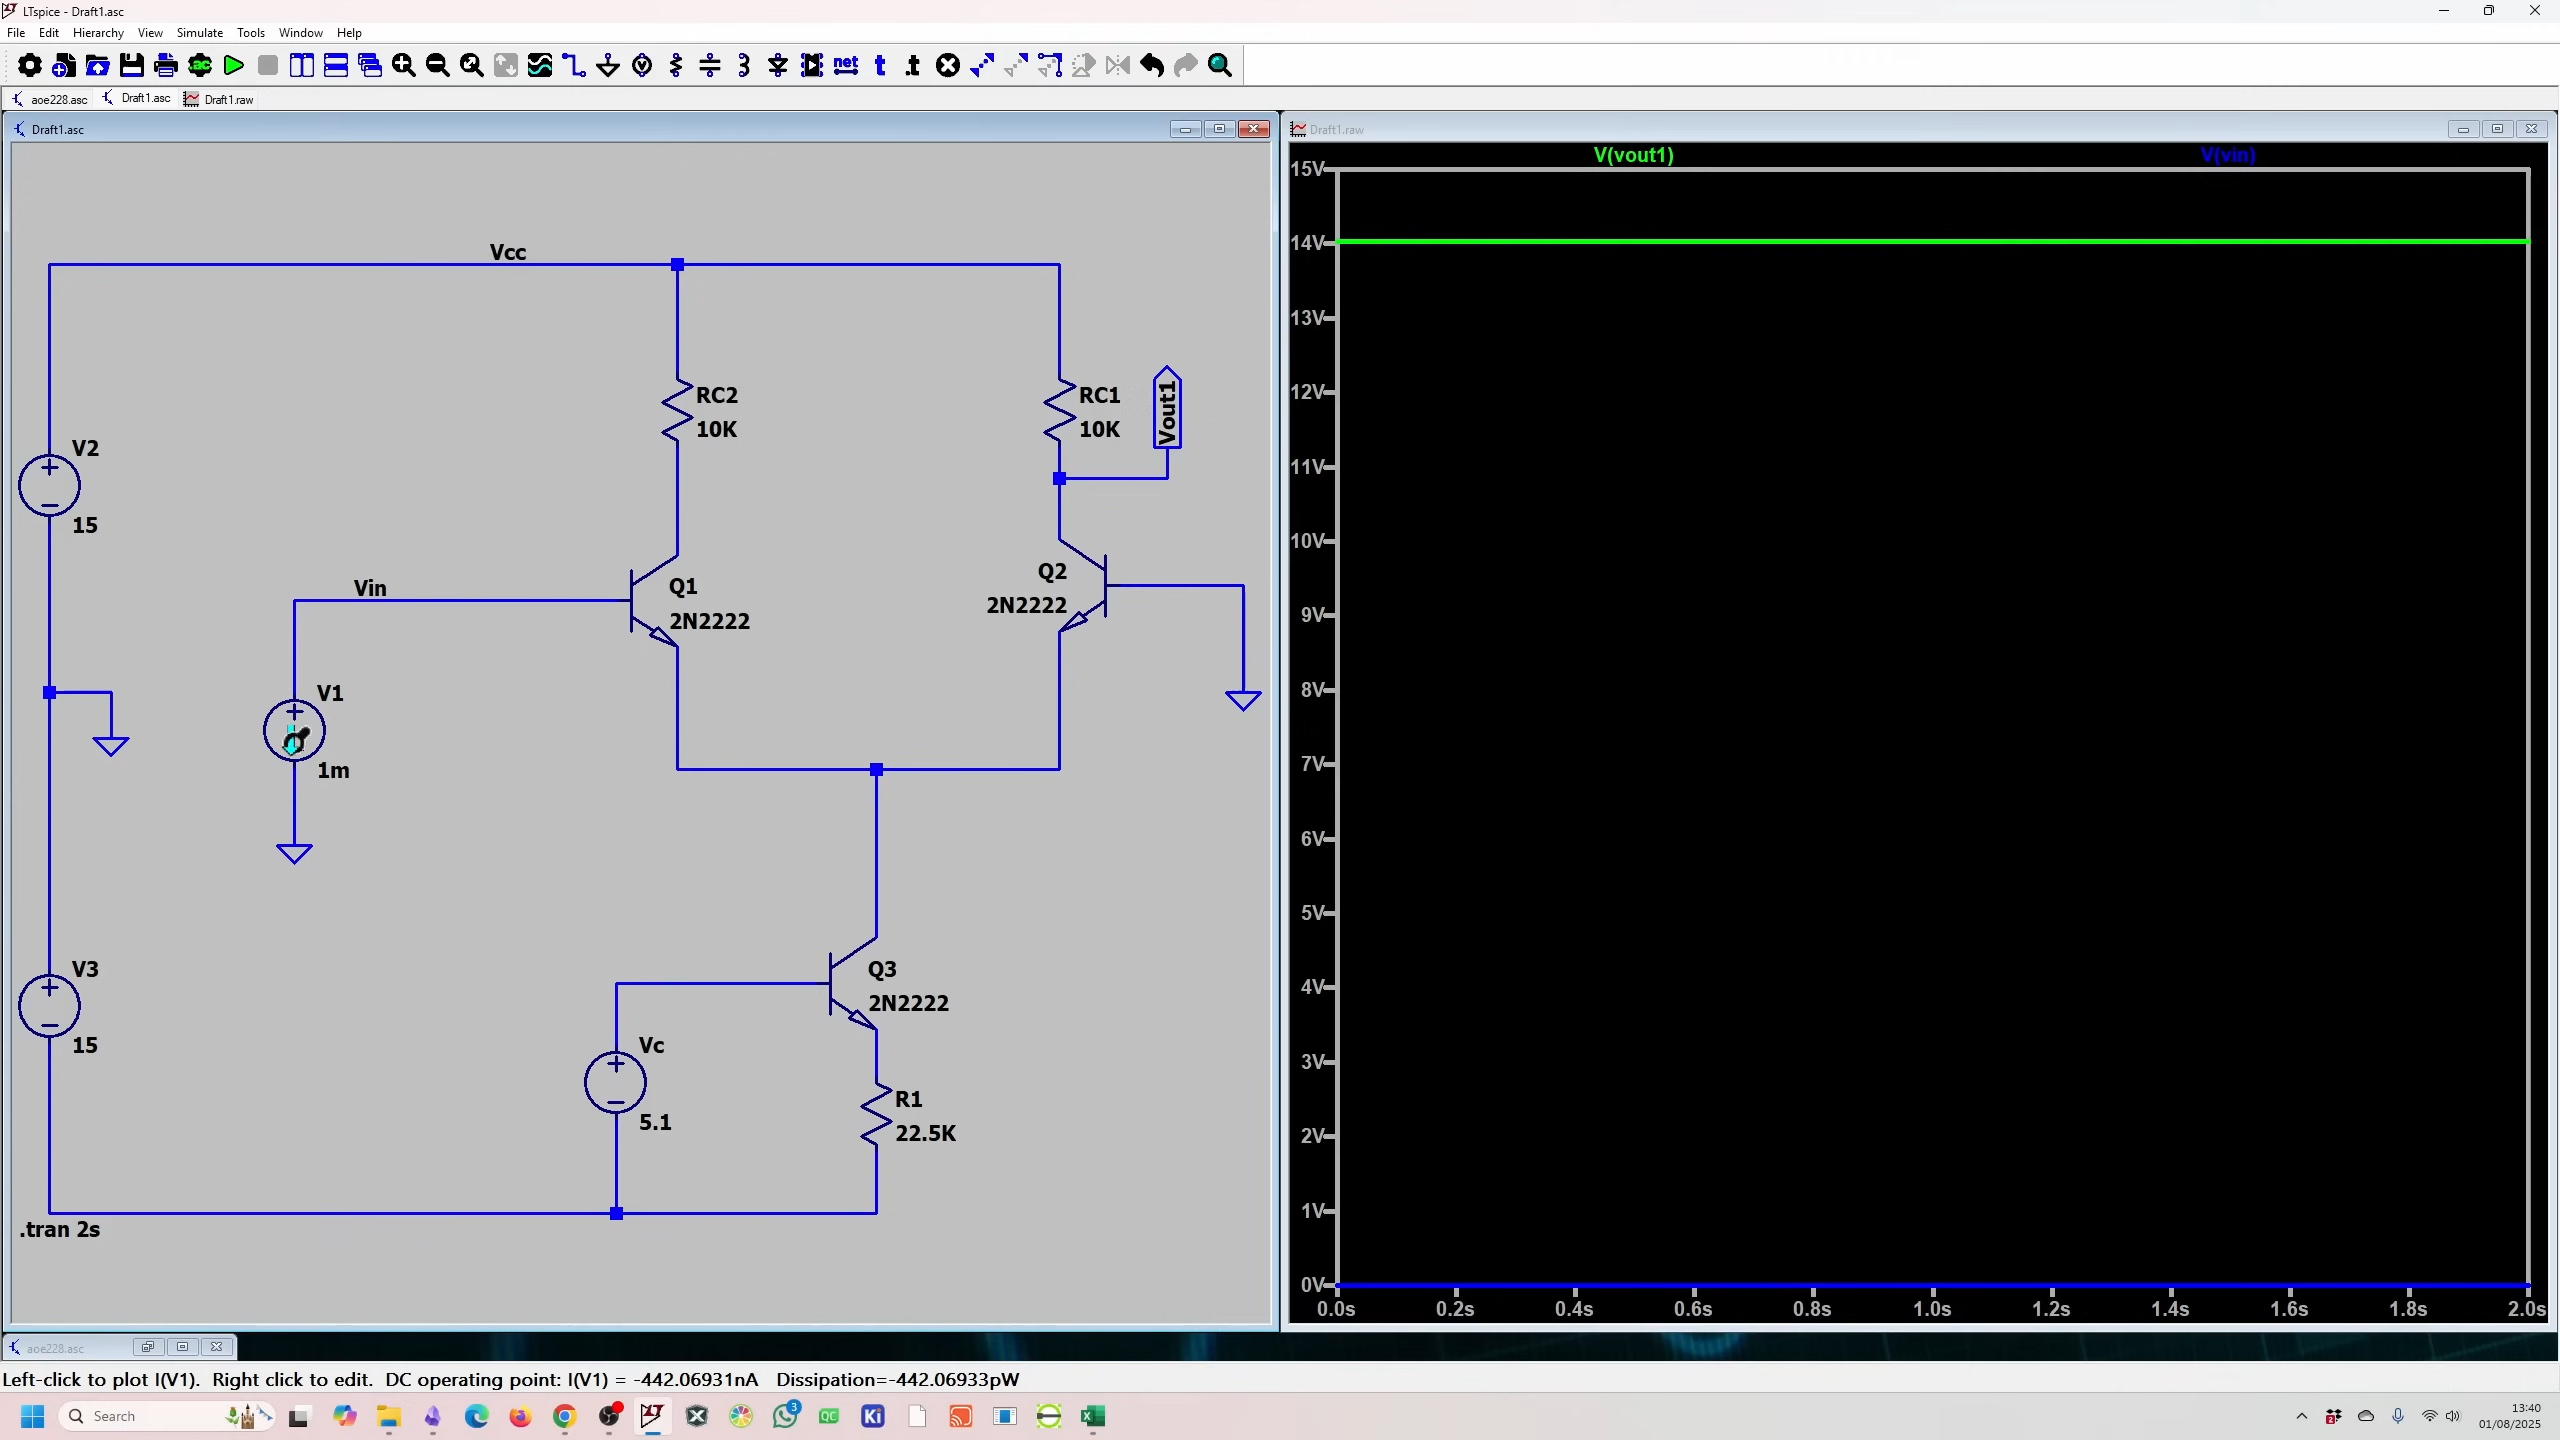 LTspice - Draft1.asc
File Edit Hierarchy View Simulate Tools Window Help
.ac net t .t
aoe228.asc Draft1.asc Draft1.raw
Draft1.asc
Vcc
RC2
10K
RC1
10K
Vout1
V2
15
Q1
2N2222
Q2
2N2222
Vin
V1
1m
V3
15
Q3
2N2222
Vc
5.1
R1
22.5K
.tran 2s
Draft1.raw
V(vout1) V(vin)
15V
14V
13V
12V
11V
10V
9V
8V
7V
6V
5V
4V
3V
2V
1V
0V
0.0s 0.2s 0.4s 0.6s 0.8s 1.0s 1.2s 1.4s 1.6s 1.8s 2.0s
aoe228.asc
Left-click to plot I(V1). Right click to edit. DC operating point: I(V1) = -442.06931nA Dissipation=-442.06933pW
Search
3
QC
Ki
2
13:40
01/08/2025